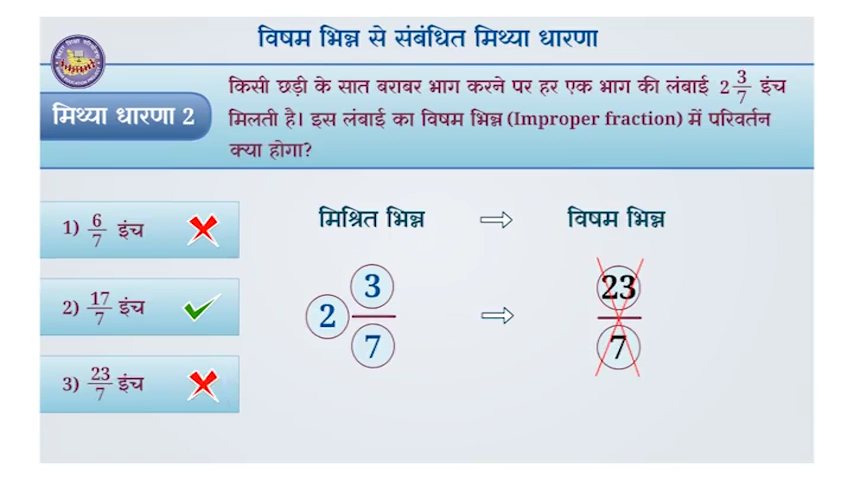 विषम भिन्न से संबंधित मिथ्या धारणा
मिथ्या धारणा 2
किसी छड़ी के सात बराबर भाग करने पर हर एक भाग की लंबाई 2 3/7 इंच
मिलती है। इस लंबाई का विषम भिन्न (Improper fraction) में परिवर्तन
क्या होगा?
1) 6/7 इंच
2) 17/7 इंच
3) 23/7 इंच
मिश्रित भिन्न ⇨ विषम भिन्न
2 3/7 ⇨ 23/7